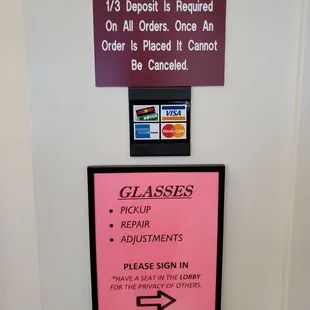 1/3 Deposit Is Required
On All Orders. Once An
Order Is Placed It Cannot
Be Canceled.
VISA
MasterCard
GLASSES
• PICKUP
• REPAIR
• ADJUSTMENTS
PLEASE SIGN IN
*HAVE A SEAT IN THE LOBBY
FOR THE PRIVACY OF OTHERS.